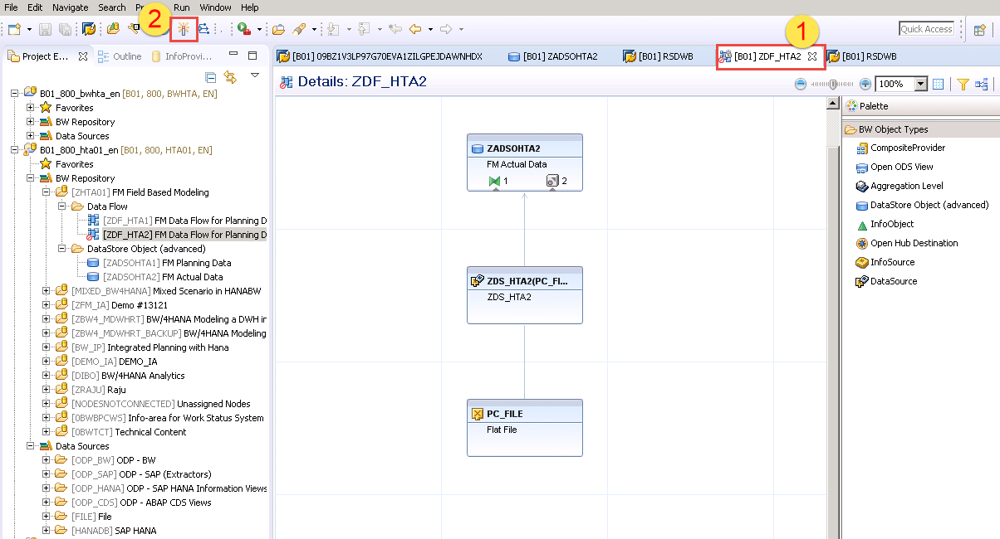 File Edit Navigate Search Run Window Help
2
1
Quick Access
Project E... Outline InfoProvi...
[B01] 09BZ1V3LP97G70EVA1ZILGPEJDAWNHDX [B01] ZADSOHTA2 [B01] RSDWB [B01] ZDF_HTA2 [B01] RSDWB
Details: ZDF_HTA2
100%
B01_800_bwhta_en [B01, 800, BWHTA, EN]
Favorites
BW Repository
Data Sources
B01_800_hta01_en [B01, 800, HTA01, EN]
Favorites
BW Repository
[ZHTA01] FM Field Based Modeling
Data Flow
[ZDF_HTA1] FM Data Flow for Planning D
[ZDF_HTA2] FM Data Flow for Planning D
DataStore Object (advanced)
[ZADSOHTA1] FM Planning Data
[ZADSOHTA2] FM Actual Data
[MIXED_BW4HANA] Mixed Scenario in HANABW
[ZFM_IA] Demo #13121
[ZBW4_MDWHRT] BW/4HANA Modeling a DWH in
[ZBW4_MDWHRT_BACKUP] BW/4HANA Modeling
[BW_IP] Integrated Planning with Hana
[DEMO_IA] DEMO_IA
[DIBO] BW/4HANA Analytics
[ZRAJU] Raju
[NODESNOTCONNECTED] Unassigned Nodes
[0BWBPCWS] Info-area for Work Status System
[0BWTCT] Technical Content
Data Sources
[ODP_BW] ODP - BW
[ODP_SAP] ODP - SAP (Extractors)
[ODP_HANA] ODP - SAP HANA Information Views
[ODP_CDS] ODP - ABAP CDS Views
[FILE] File
[HANADB] SAP HANA
ZADSOHTA2
FM Actual Data
1 2
ZDS_HTA2(PC_FI...
ZDS_HTA2
PC_FILE
Flat File
Palette
BW Object Types
CompositeProvider
Open ODS View
Aggregation Level
DataStore Object (advanced)
InfoObject
Open Hub Destination
InfoSource
DataSource